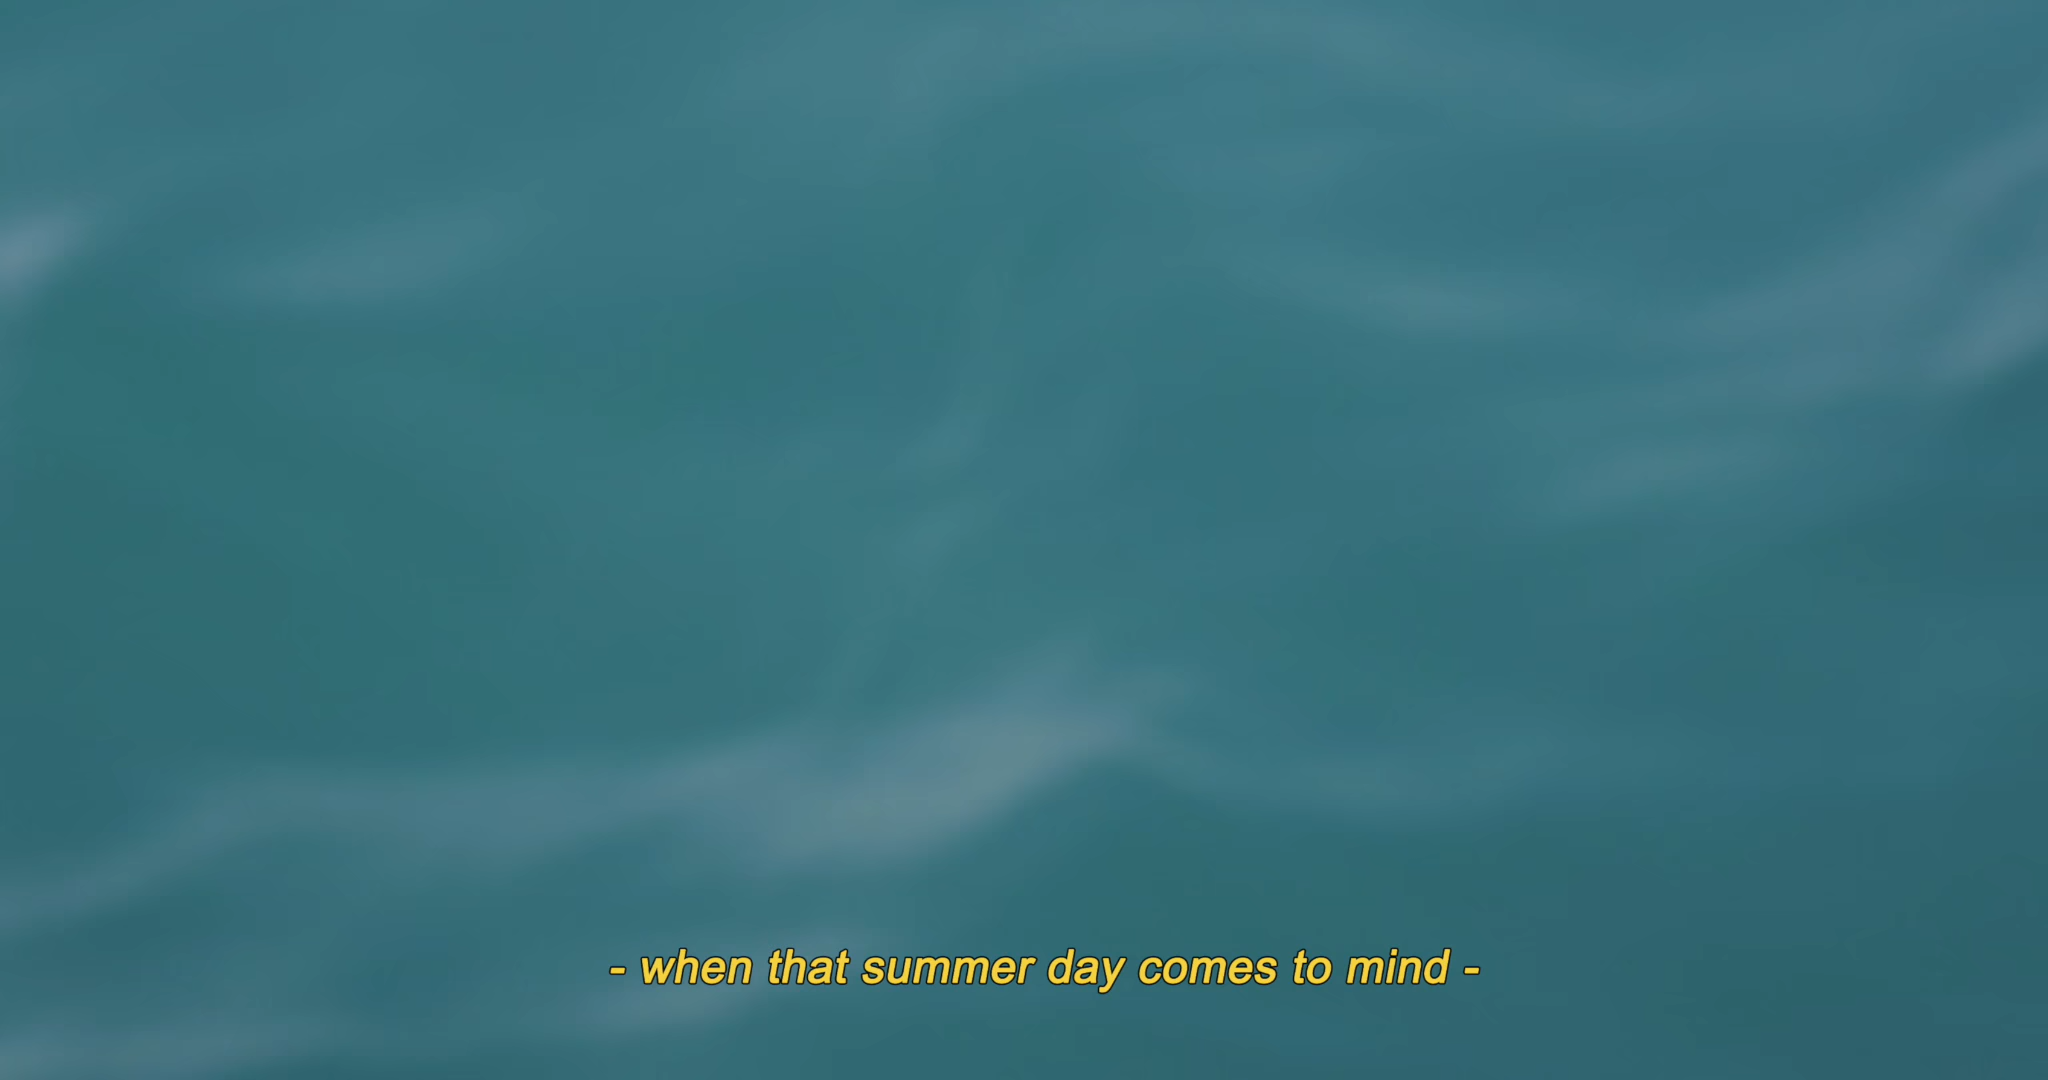 - when that summer day comes to mind -